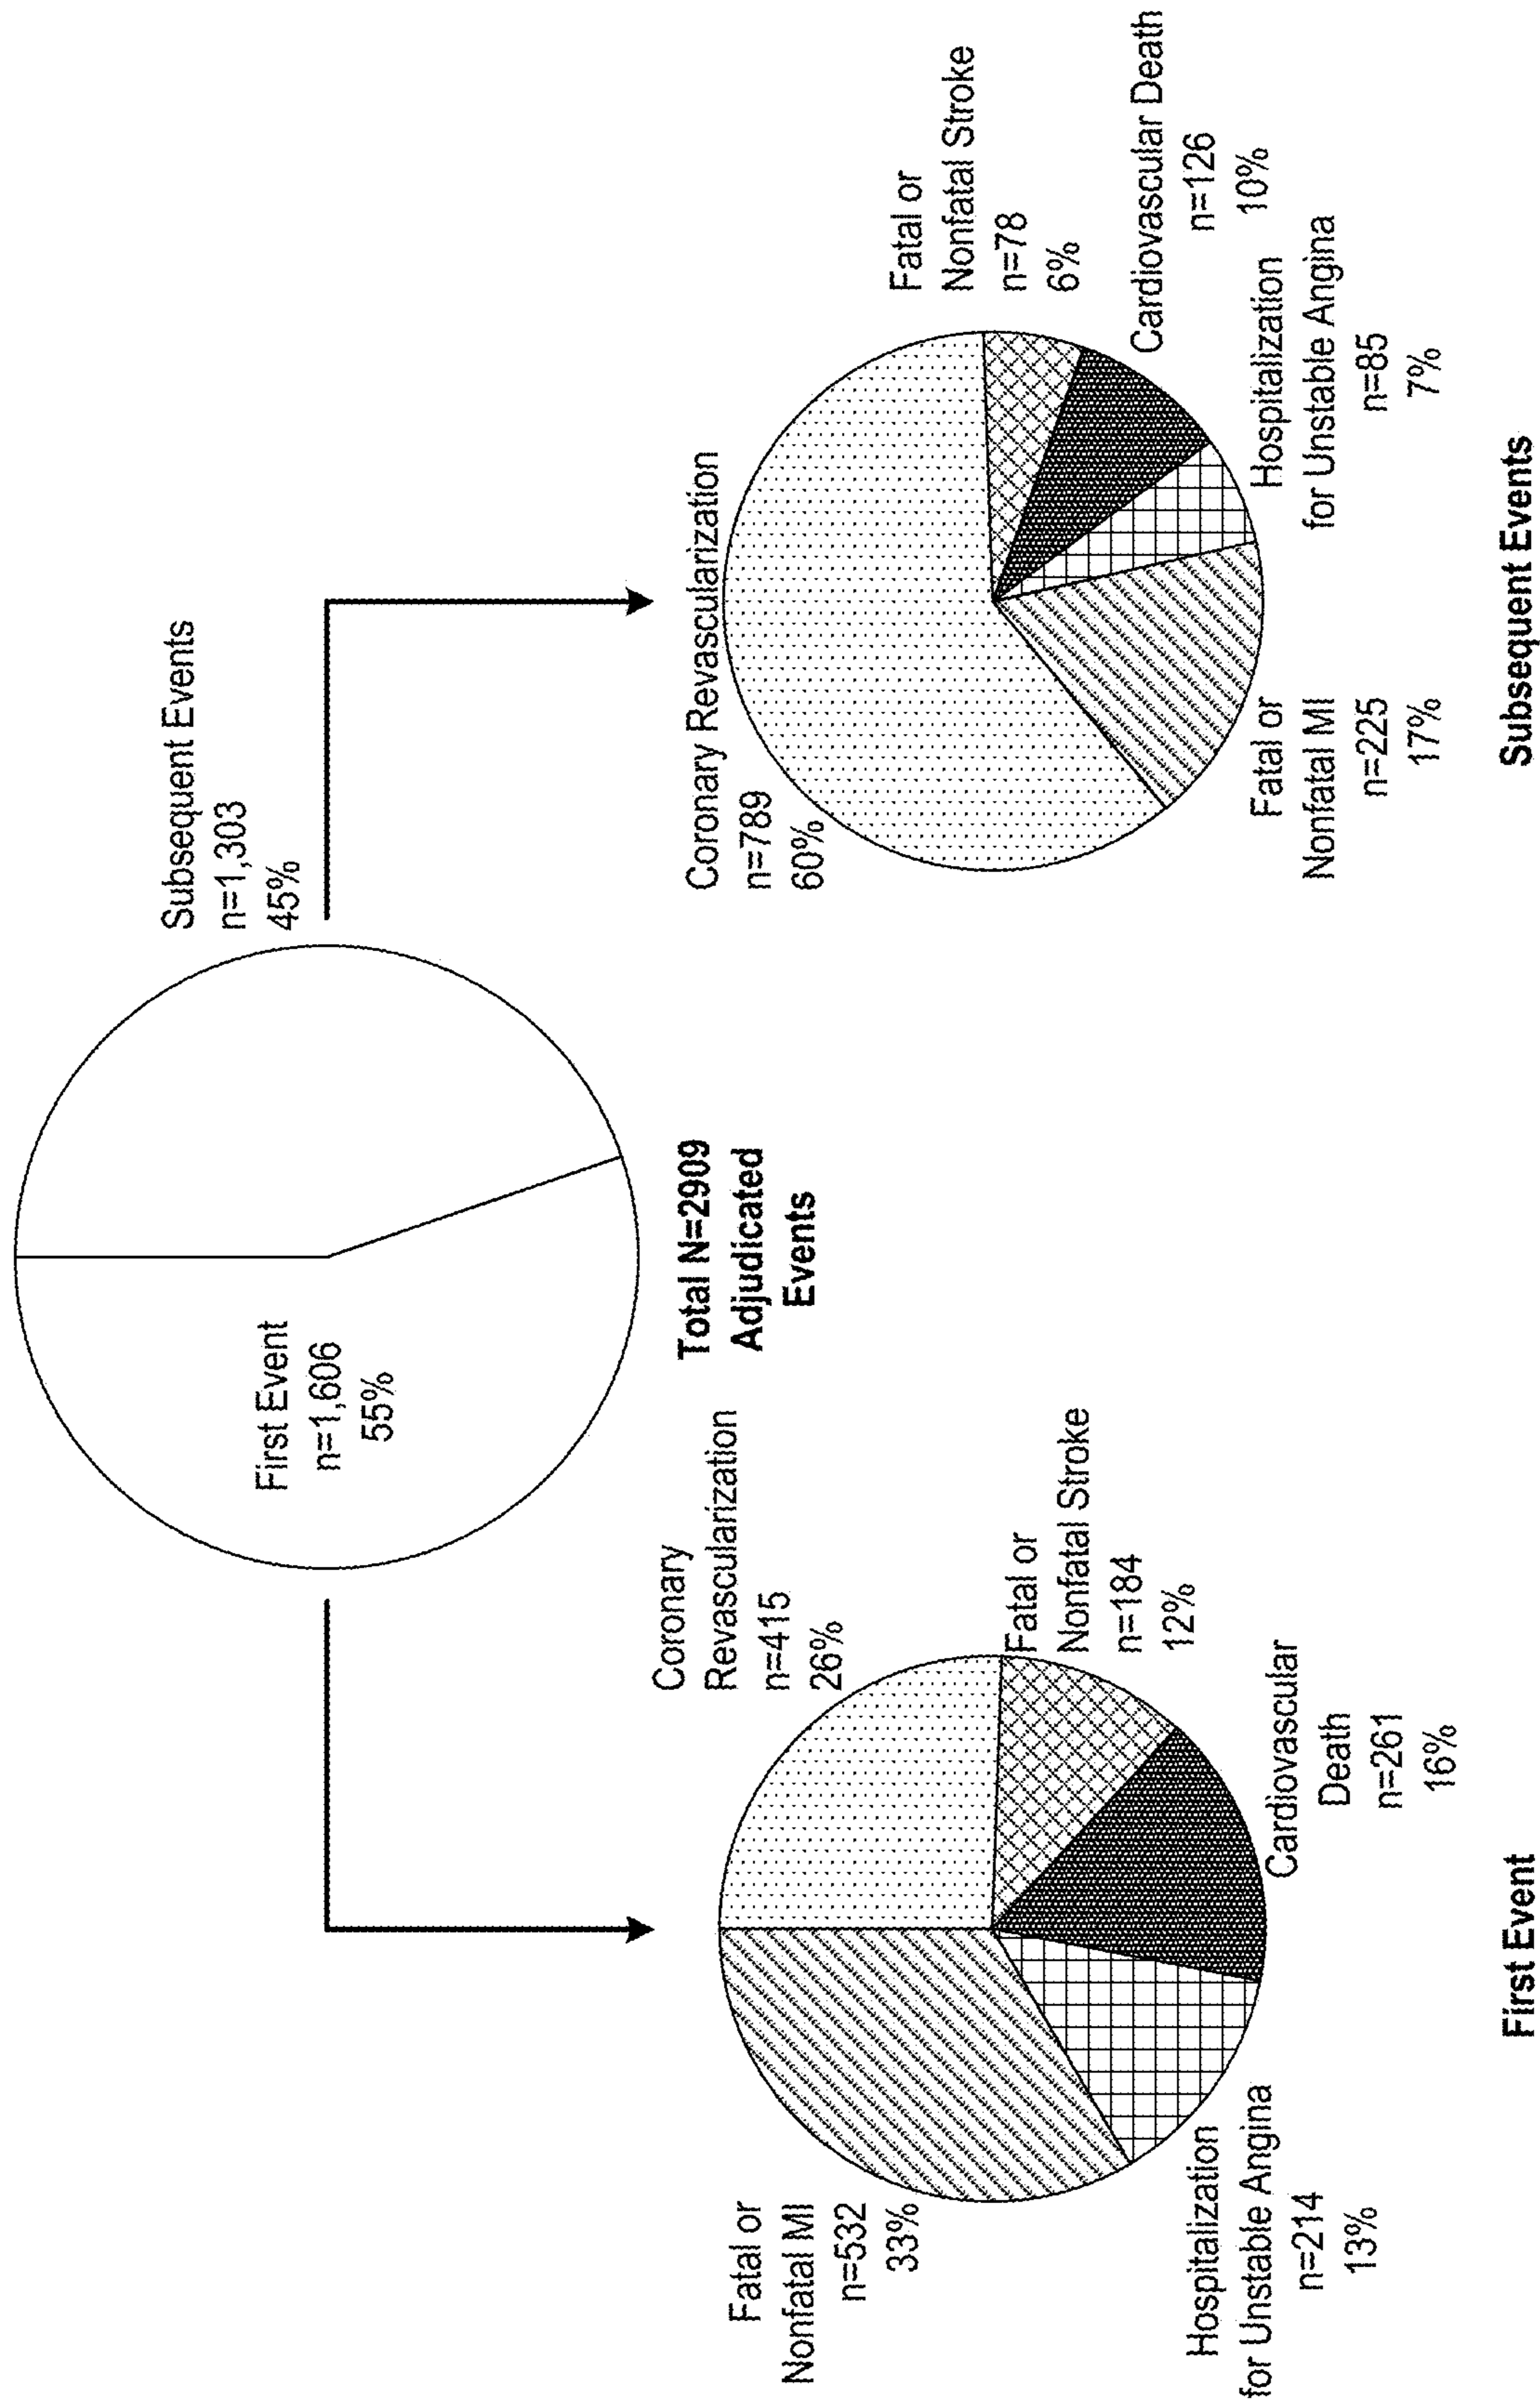 Subsequent Events
n=1,303
45%
First Event
n=1,606
55%
Total N=2909
Adjudicated
Events
Coronary
Revascularization
n=415
26%
Fatal or
Nonfatal Stroke
n=184
12%
Cardiovascular
Death
n=261
16%
Hospitalization
for Unstable Angina
n=214
13%
Fatal or
Nonfatal MI
n=532
33%
First Event
Coronary Revascularization
n=789
60%
Fatal or
Nonfatal Stroke
n=78
6%
Cardiovascular Death
n=126
10%
Hospitalization
for Unstable Angina
n=85
7%
Fatal or
Nonfatal MI
n=225
17%
Subsequent Events